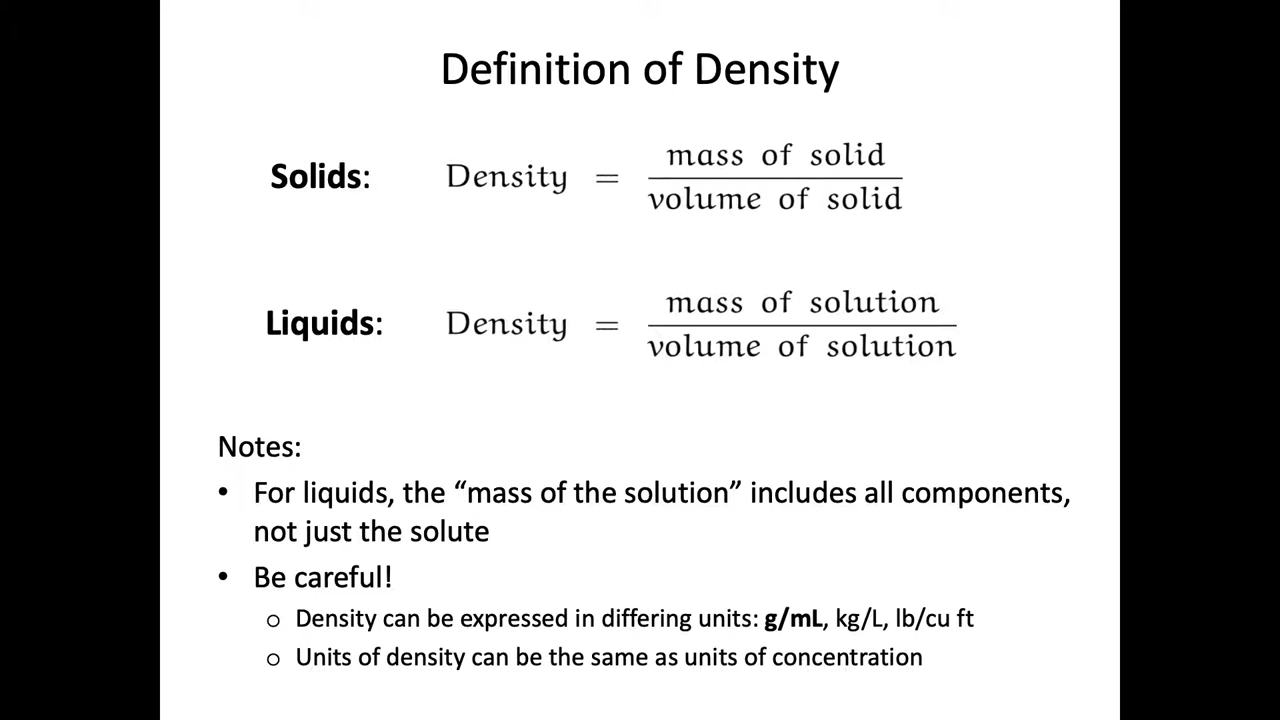 Definition of Density
Solids: Density = mass of solid / volume of solid
Liquids: Density = mass of solution / volume of solution
Notes:
• For liquids, the “mass of the solution” includes all components,
not just the solute
• Be careful!
o Density can be expressed in differing units: g/mL, kg/L, lb/cu ft
o Units of density can be the same as units of concentration